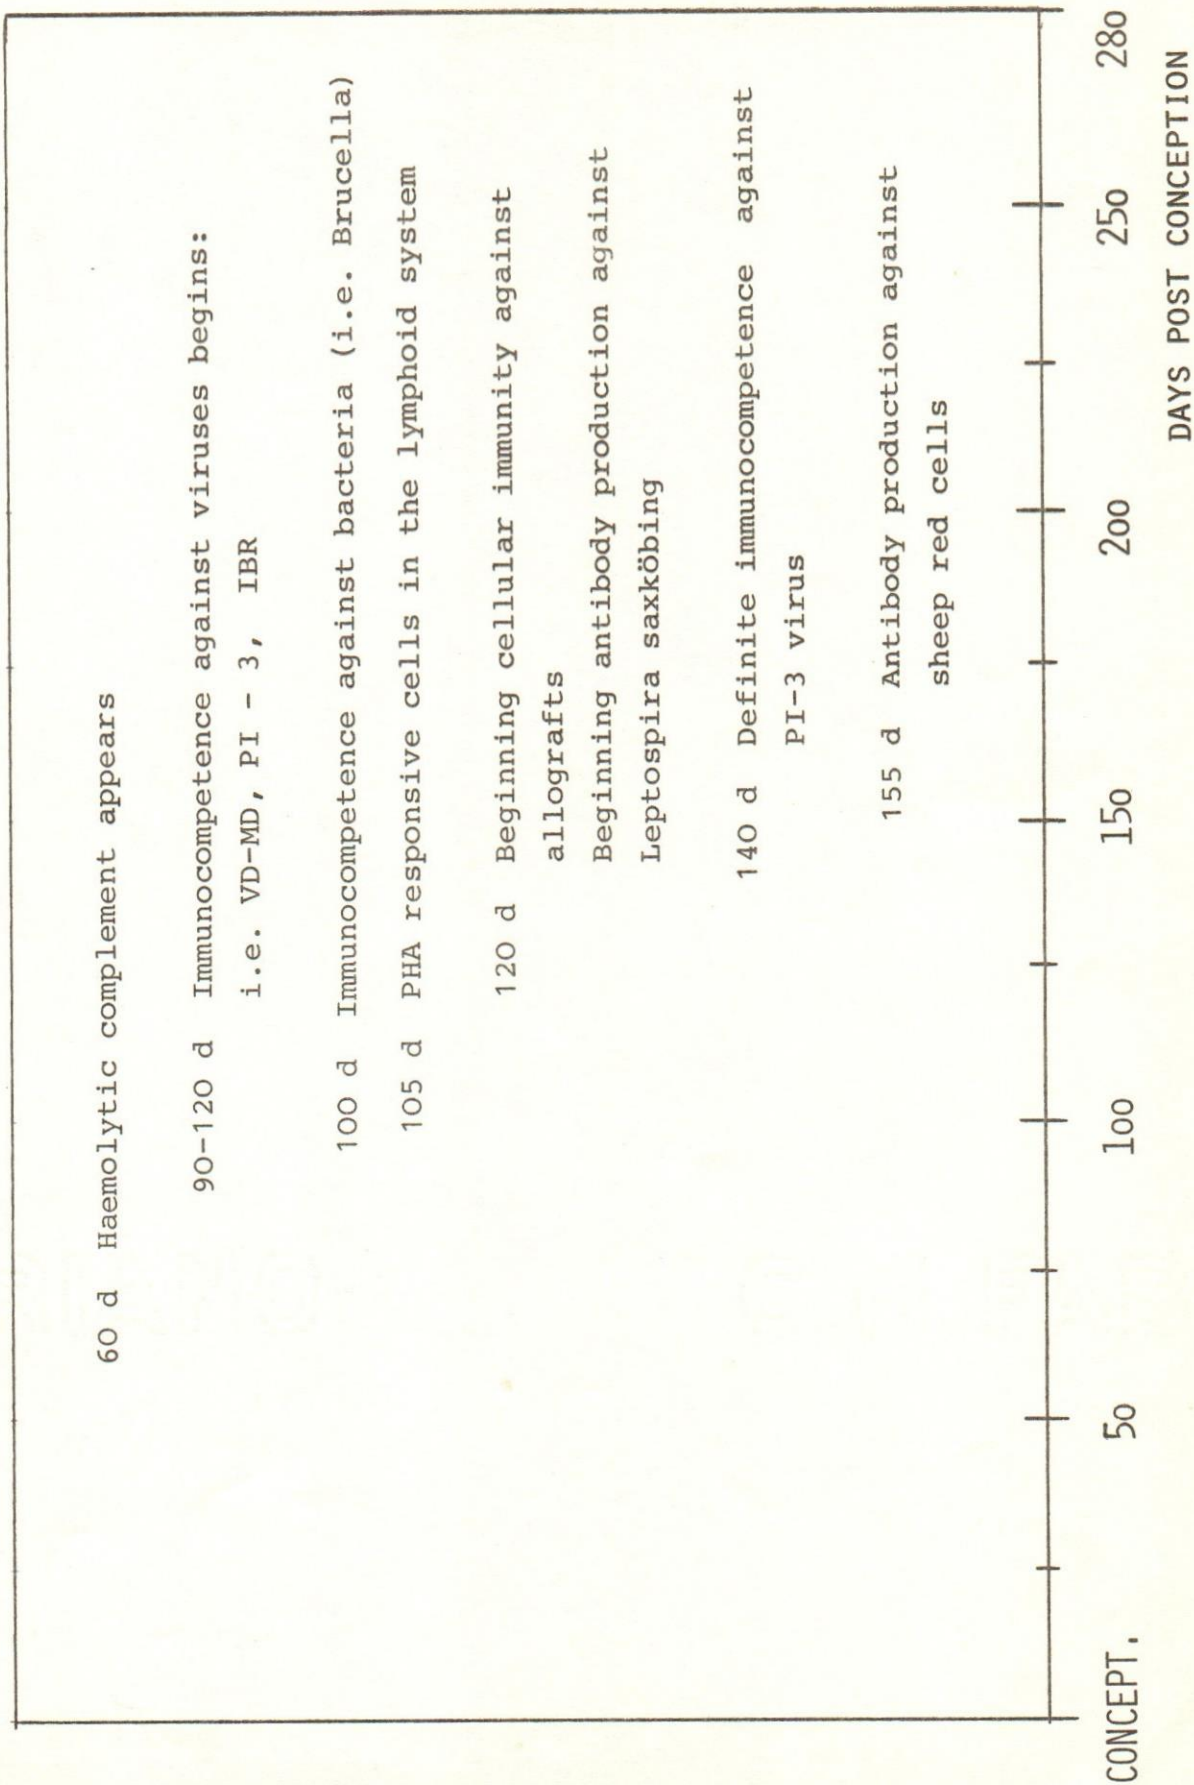 60 d Haemolytic complement appears
90-120 d Immunocompetence against viruses begins:
i.e. VD-MD, PI - 3, IBR
100 d Immunocompetence against bacteria (i.e. Brucella)
105 d PHA responsive cells in the lymphoid system
120 d Beginning cellular immunity against
allografts
Beginning antibody production against
Leptospira saxköbing
140 d Definite immunocompetence against
PI-3 virus
155 d Antibody production against
sheep red cells
CONCEPT. 50 100 150 200 250 280
DAYS POST CONCEPTION